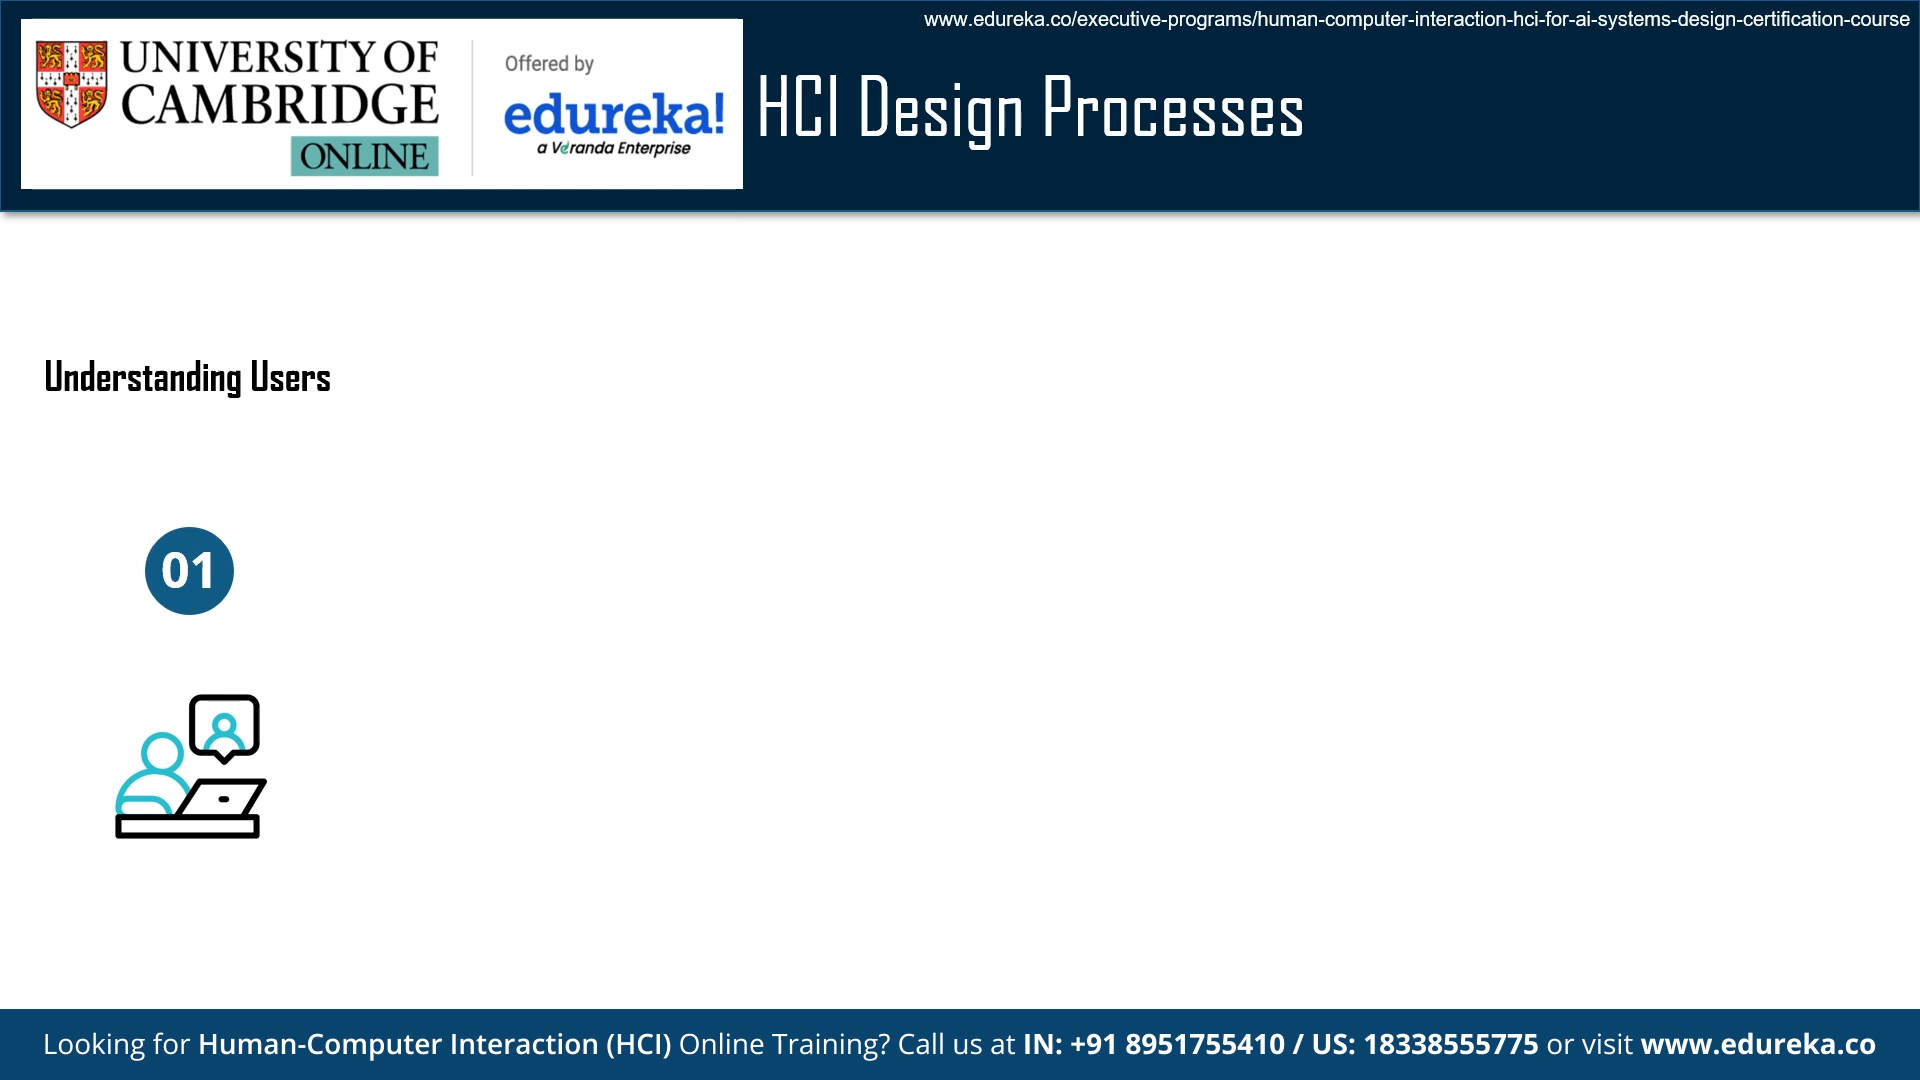 www.edureka.co/executive-programs/human-computer-interaction-hci-for-ai-systems-design-certification-course
UNIVERSITY OF
CAMBRIDGE
ONLINE
Offered by
edureka!
a Veranda Enterprise
HCI Design Processes
Understanding Users
01
Looking for Human-Computer Interaction (HCI) Online Training? Call us at IN: +91 8951755410 / US: 18338555775 or visit www.edureka.co